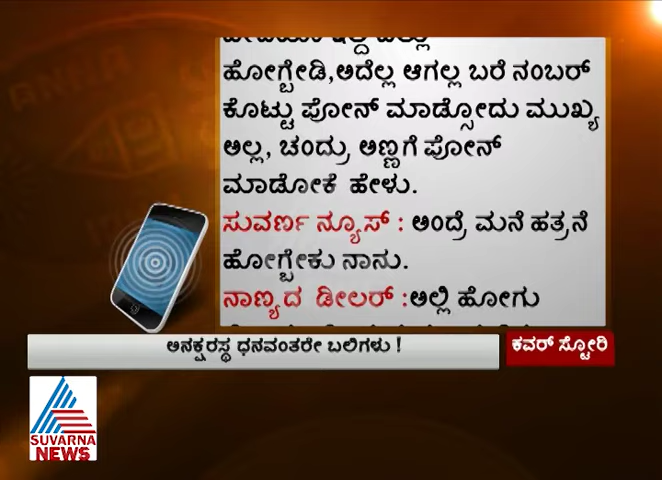 ಹೋಗ್ಬೇಡಿ,ಅದೆಲ್ಲ ಆಗಲ್ಲ ಬರೆ ನಂಬರ್
ಕೊಟ್ಟು ಪೋನ್ ಮಾಡ್ಸೋದು ಮುಖ್ಯ
ಅಲ್ಲ, ಚಂದ್ರು ಅಣ್ಣಗೆ ಪೋನ್
ಮಾಡೋಕೆ ಹೇಳು.
ಸುವರ್ಣ ನ್ಯೂಸ್ : ಅಂದ್ರೆ ಮನೆ ಹತ್ರನೆ
ಹೋಗ್ಬೇಕು ನಾನು.
ನಾಣ್ಯದ ಡೀಲರ್ :ಅಲ್ಲಿ ಹೋಗು
ಅನಕ್ಷರಸ್ಥ ಧನವಂತರೇ ಬಲಿಗಳು !
ಕವರ್ ಸ್ಟೋರಿ
SUVARNA
NEWS